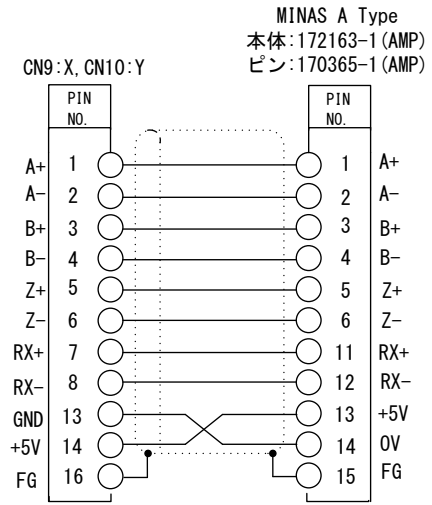 MINAS A Type
本体:172163-1(AMP)
CN9:X,CN10:Y
ピン:170365-1(AMP)
PIN NO.
PIN NO.
A+ 1 1 A+
A- 2 2 A-
B+ 3 3 B+
B- 4 4 B-
Z+ 5 5 Z+
Z- 6 6 Z-
RX+ 7 11 RX+
RX- 8 12 RX-
GND 13 13 +5V
+5V 14 14 0V
FG 16 15 FG